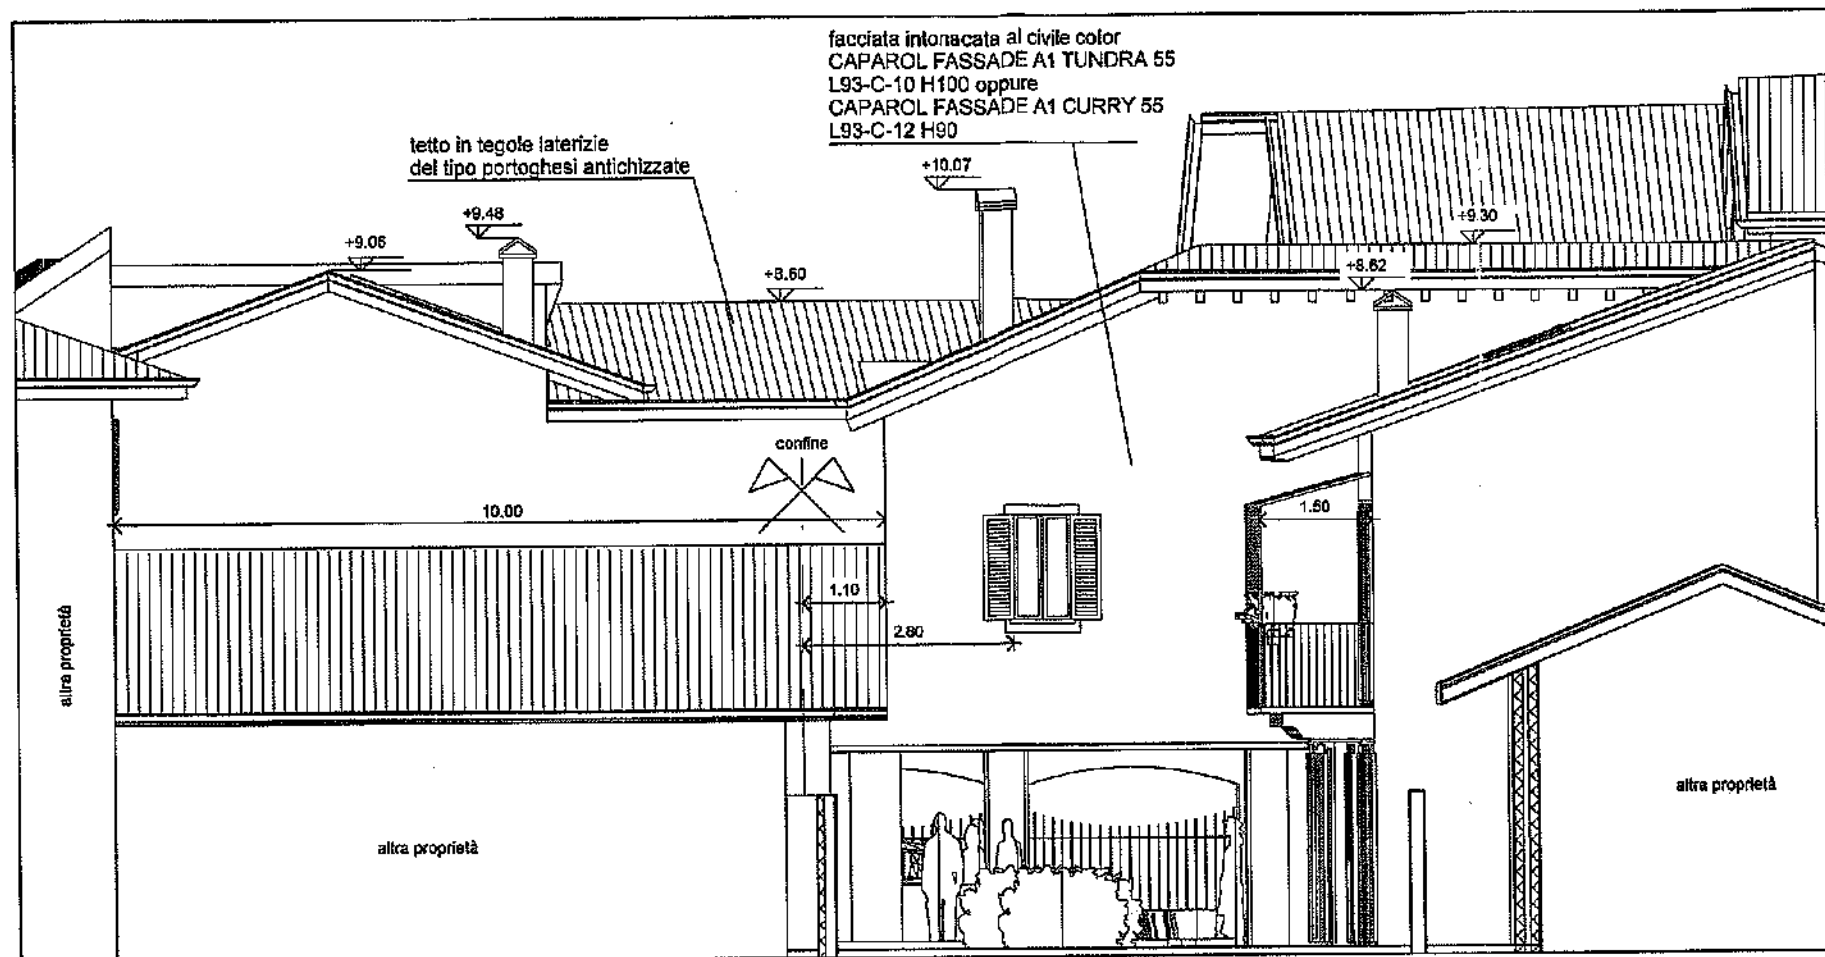 facciata intonacata al civile color
CAPAROL FASSADE A1 TUNDRA 55
L93-C-10 H100 oppure
CAPAROL FASSADE A1 CURRY 55
L93-C-12 H90
tetto in tegole laterizie
del tipo portoghesi antichizzate
+10.07
+9.48
+9.30
+9.06
+8.60
+8.62
confine
10.00
1.50
1.10
2.80
altra proprietà
altra proprietà
altra proprietà